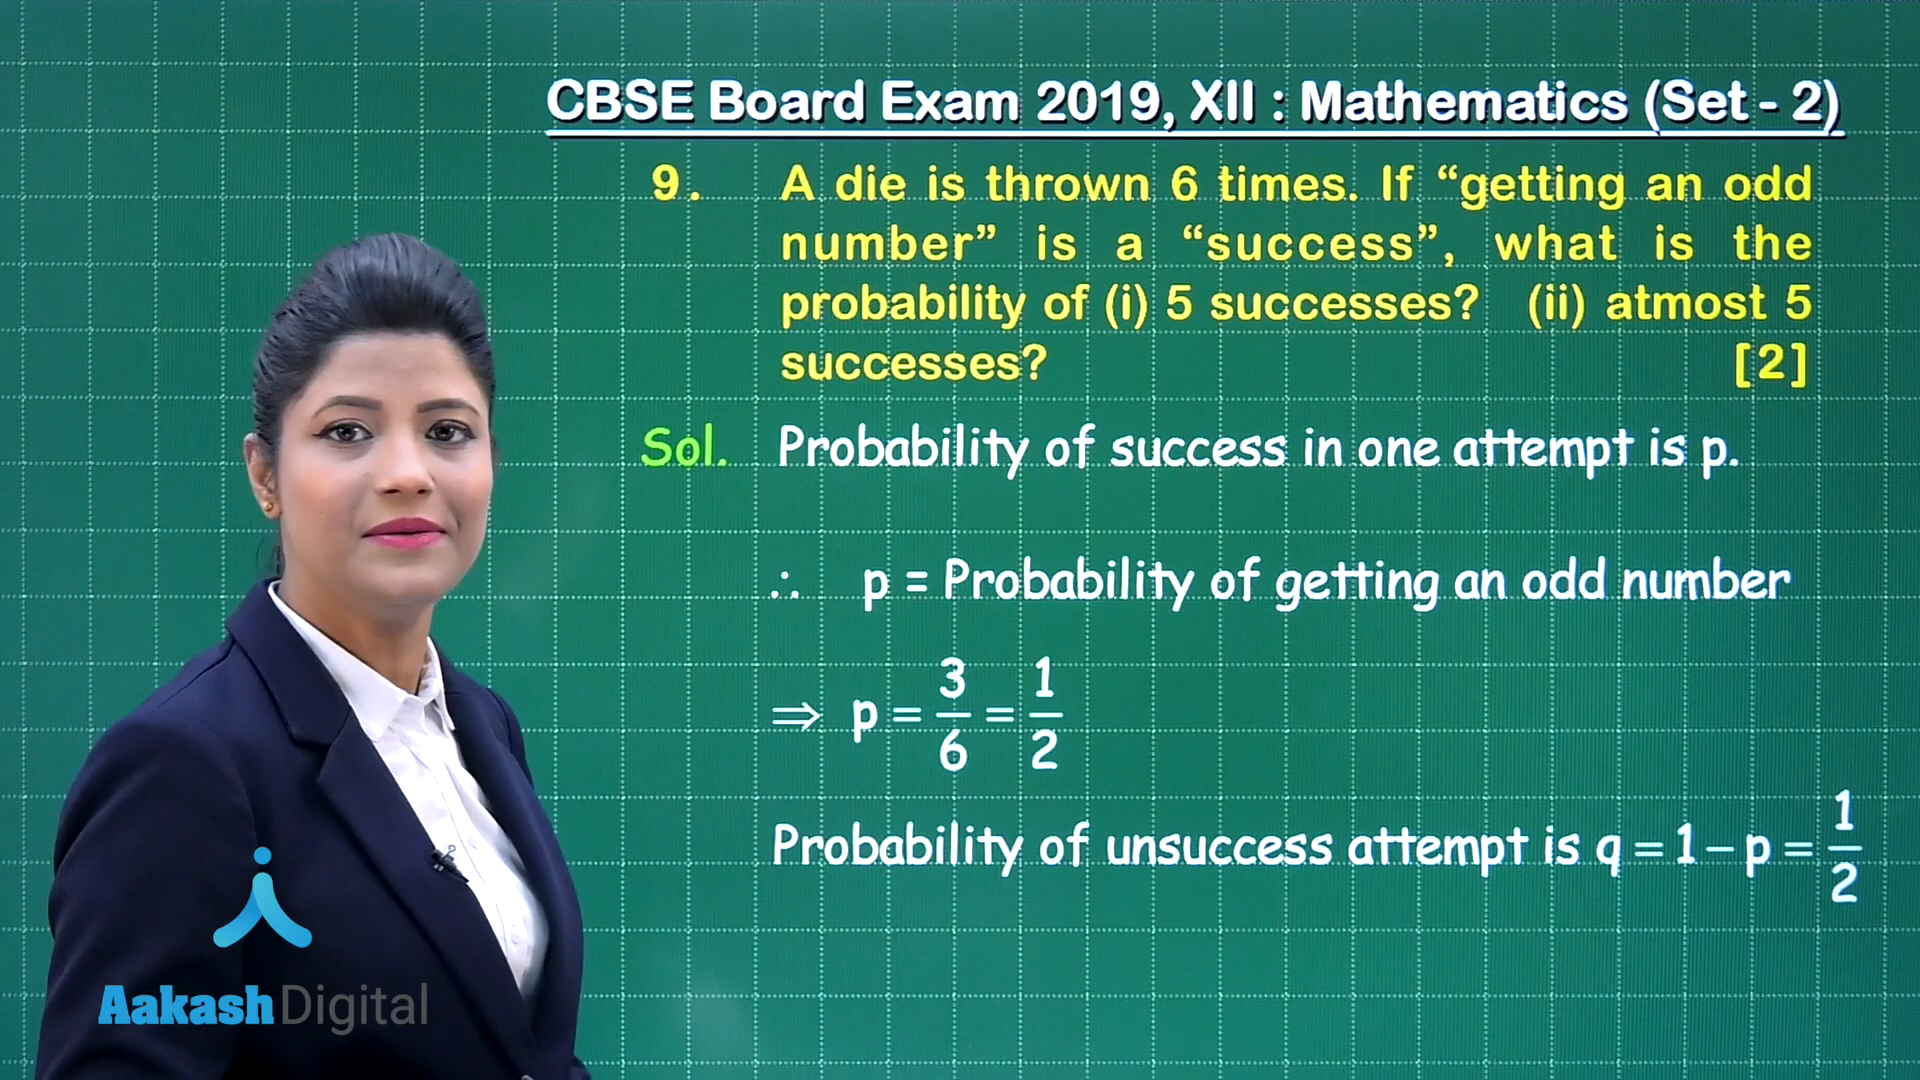 CBSE Board Exam 2019, XII : Mathematics (Set - 2)
9. A die is thrown 6 times. If “getting an odd
number” is a “success”, what is the
probability of (i) 5 successes? (ii) atmost 5
successes? [2]
Sol. Probability of success in one attempt is p.
∴ p = Probability of getting an odd number
⇒ p = 3/6 = 1/2
Probability of unsuccess attempt is q = 1 – p = 1/2
Aakash Digital